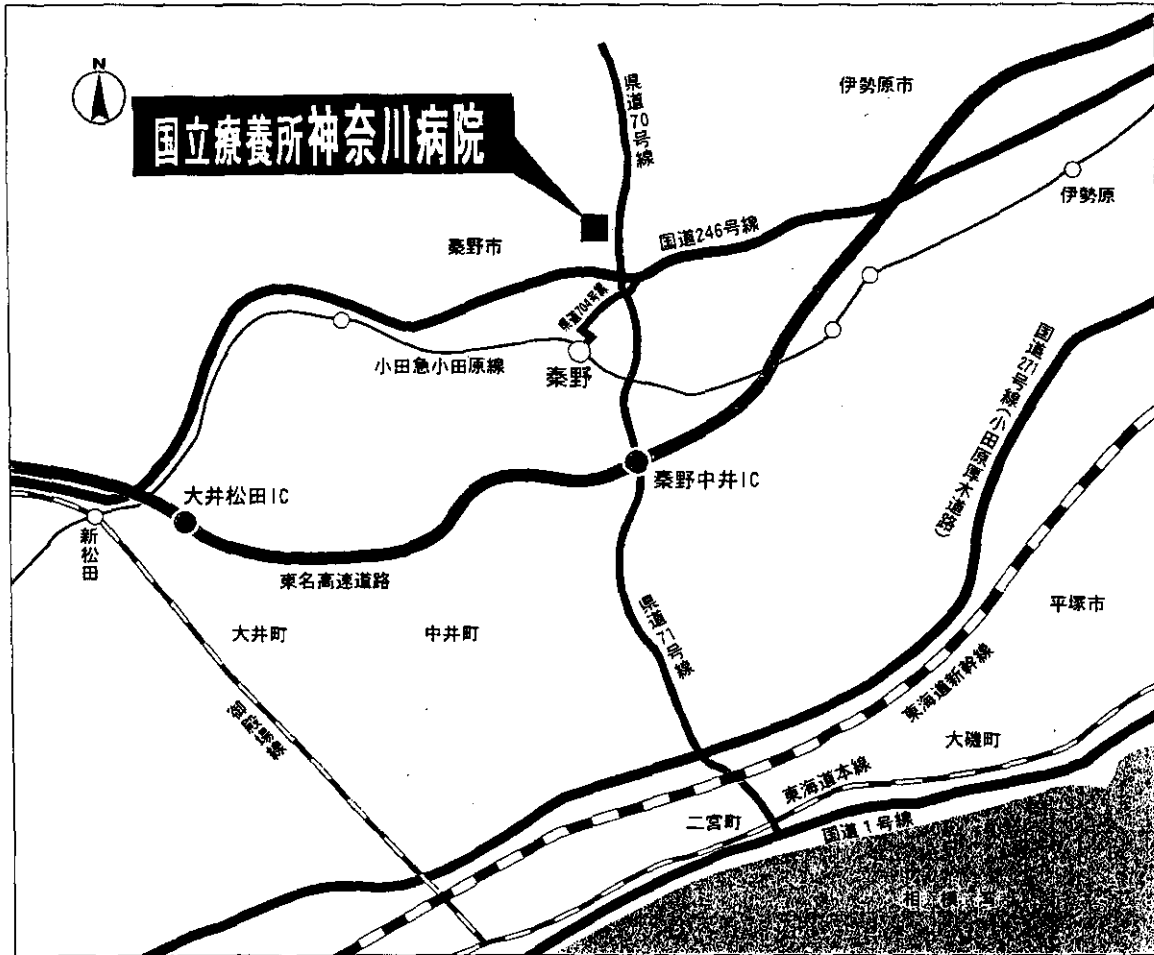 N
国立療養所神奈川病院
県道70号線
伊勢原市
伊勢原
国道246号線
秦野市
県道704号線
小田急小田原線
秦野
国道271号線(小田原厚木道路)
秦野中井IC
大井松田IC
新松田
東名高速道路
大井町
中井町
県道71号線
平塚市
御殿場線
東海道新幹線
大磯町
東海道本線
二宮町
国道1号線